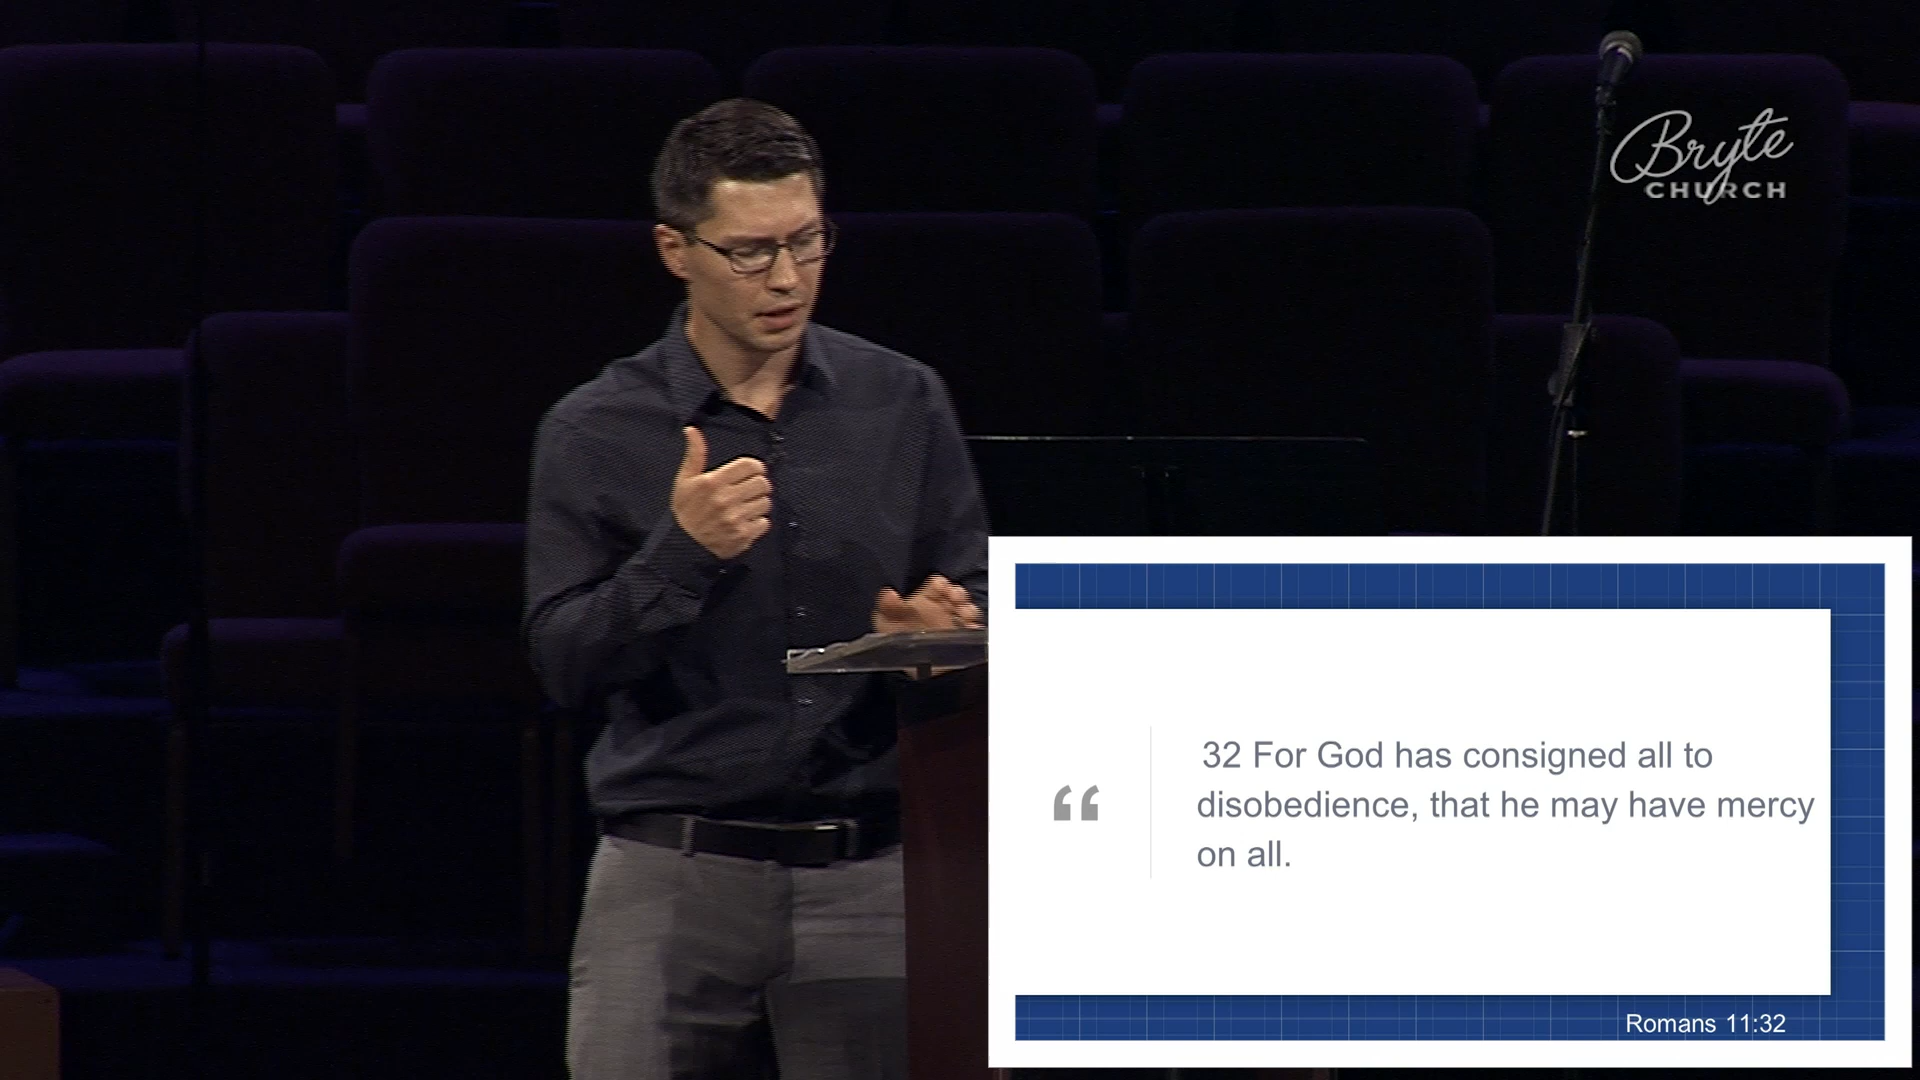 Bryte
CHURCH
32 For God has consigned all to
disobedience, that he may have mercy
on all.
Romans 11:32